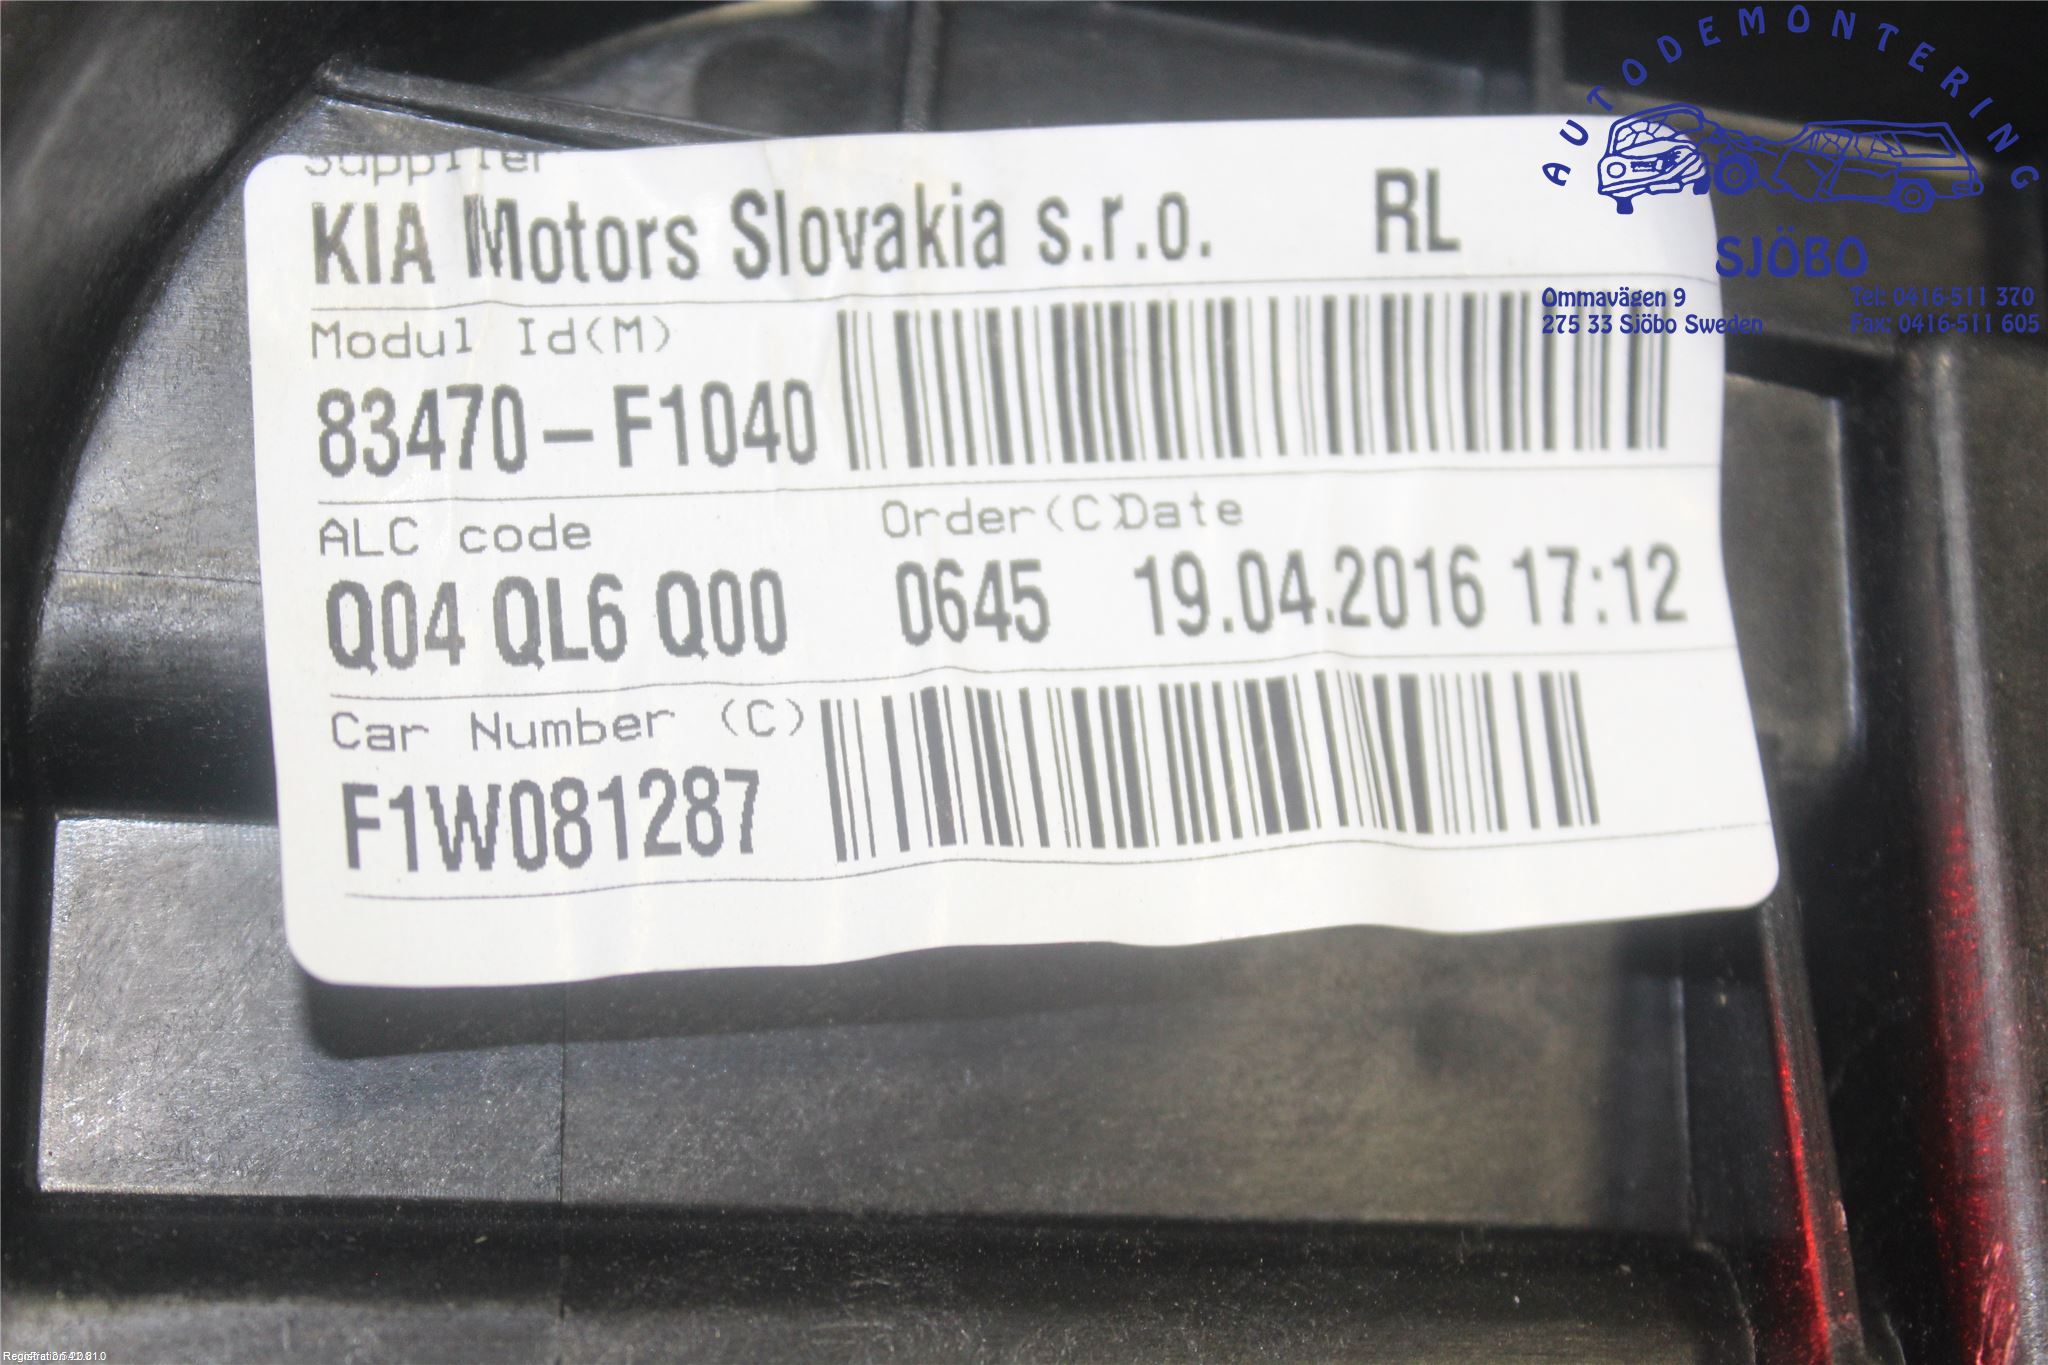 AUTODEMONTERING
SJÖBO
Ommavägen 9
275 33 Sjöbo Sweden
Tel: 0416-511 370
Fax: 0416-511 605
Supplier
KIA Motors Slovakia s.r.o. RL
Modul Id(M)
83470-F1040
ALC code Order(C)Date
Q04 QL6 Q00 0645 19.04.2016 17:12
Car Number (C)
F1W081287